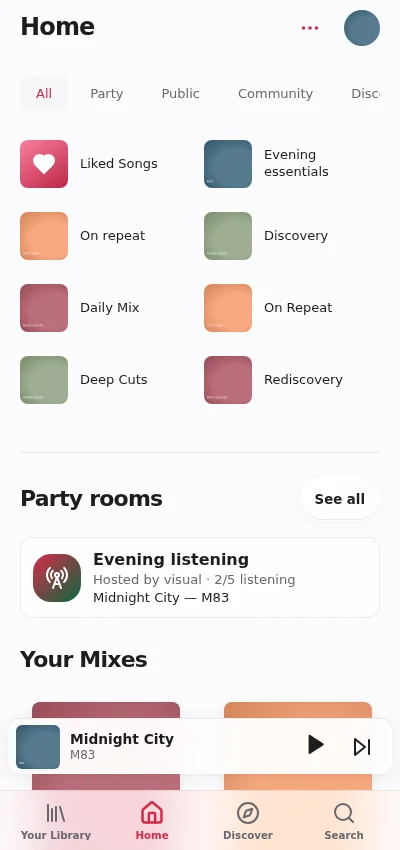 Home
All
Party
Public
Community
Disc
Liked Songs
Evening
essentials
On repeat
Discovery
Daily Mix
On Repeat
Deep Cuts
Rediscovery
Party rooms
See all
Evening listening
Hosted by visual · 2/5 listening
Midnight City — M83
Your Mixes
Midnight City
M83
Your Library
Home
Discover
Search